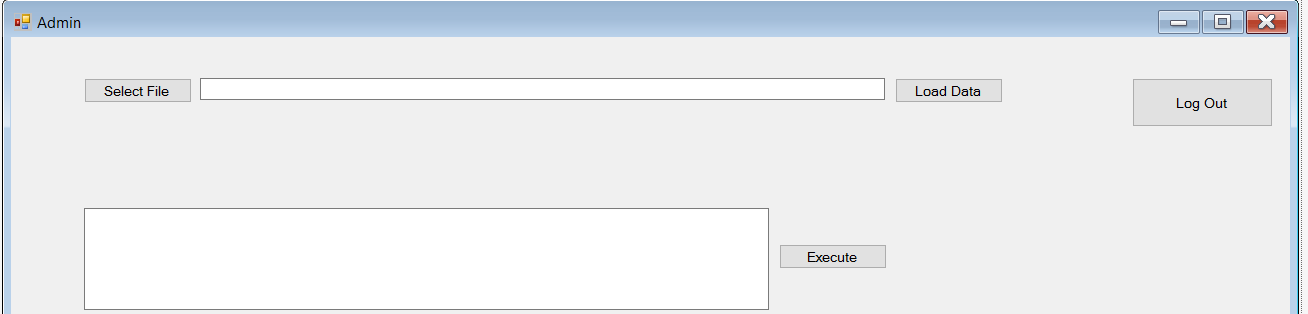 Admin
Select File
Load Data
Log Out
Execute